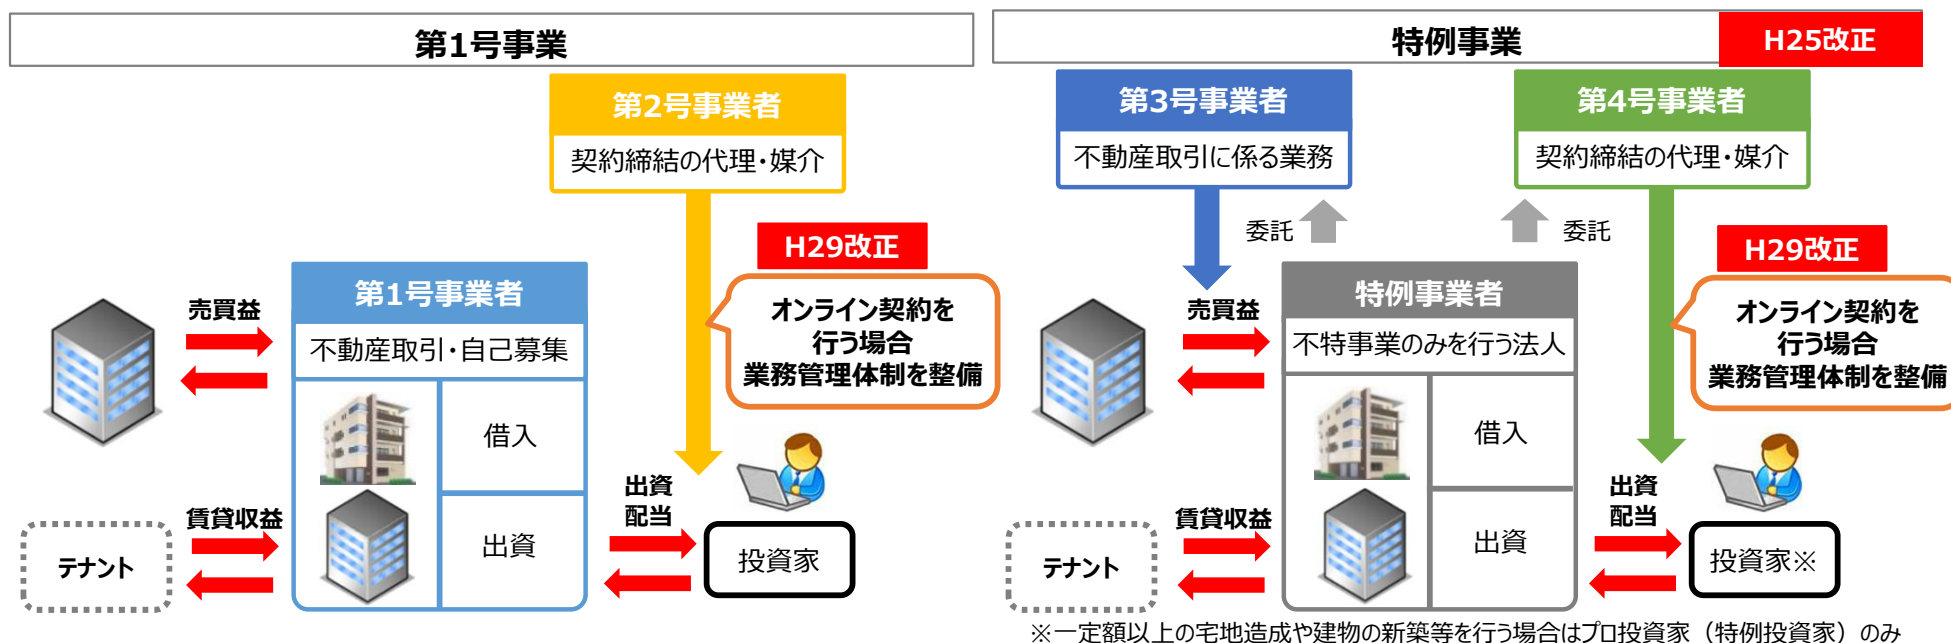 第1号事業
第2号事業者
契約締結の代理・媒介
H29改正
オンライン契約を
行う場合
業務管理体制を整備
第1号事業者
不動産取引・自己募集
売買益
借入
出資
賃貸収益
テナント
出資
配当
投資家
特例事業
H25改正
第3号事業者
不動産取引に係る業務
第4号事業者
契約締結の代理・媒介
委託
委託
H29改正
オンライン契約を
行う場合
業務管理体制を整備
特例事業者
不特事業のみを行う法人
売買益
借入
出資
賃貸収益
テナント
出資
配当
投資家※
※一定額以上の宅地造成や建物の新築等を行う場合はプロ投資家（特例投資家）のみ